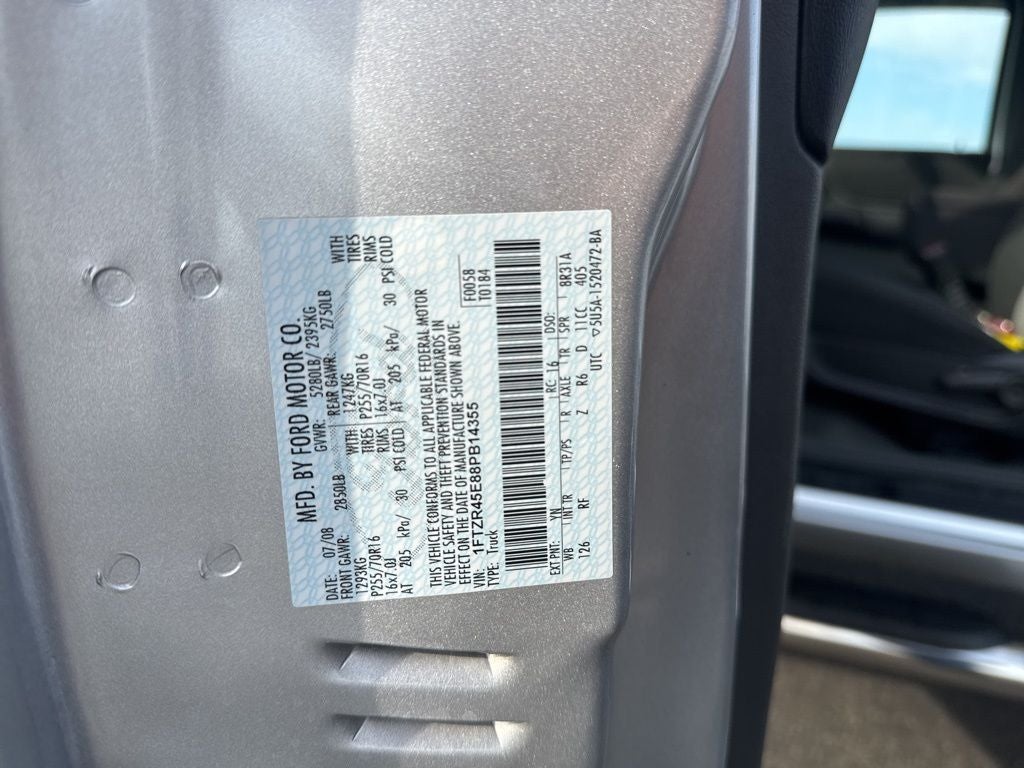 MFD. BY FORD MOTOR CO.
DATE: 07/08 GVWR: 5280LB/ 2395KG
FRONT GAWR: 2850LB REAR GAWR: 2750LB
1293KG WITH 1247KG WITH
P255/70R16 TIRES P255/70R16 TIRES
16x7.0J RIMS 16x7.0J RIMS
AT 205 kPa/ 30 PSI COLD AT 205 kPa/ 30 PSI COLD
THIS VEHICLE CONFORMS TO ALL APPLICABLE FEDERAL MOTOR
VEHICLE SAFETY AND THEFT PREVENTION STANDARDS IN
EFFECT ON THE DATE OF MANUFACTURE SHOWN ABOVE.
VIN: 1FTZR45E88PB14355 F0058
TYPE: Truck T01B4
EXT PNT: YN RC: 16 DSO:
WB INT TR TP/PS R AXLE TR SPR 8R31A
126 RF Z R6 D 11CC 405
UTC ▽5U5A-1520472-BA